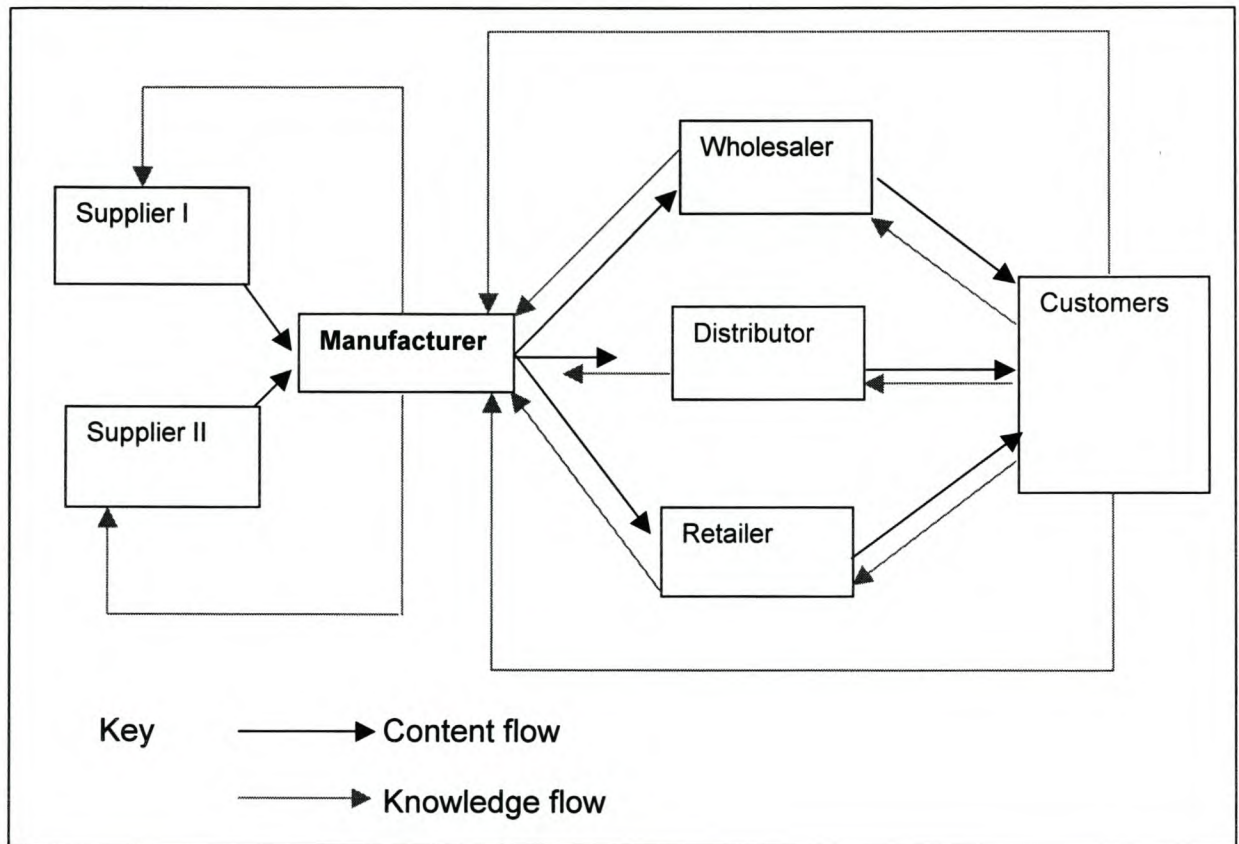 Wholesaler
Supplier I
Customers
Manufacturer
Distributor
Supplier II
Retailer
Key
Content flow
Knowledge flow